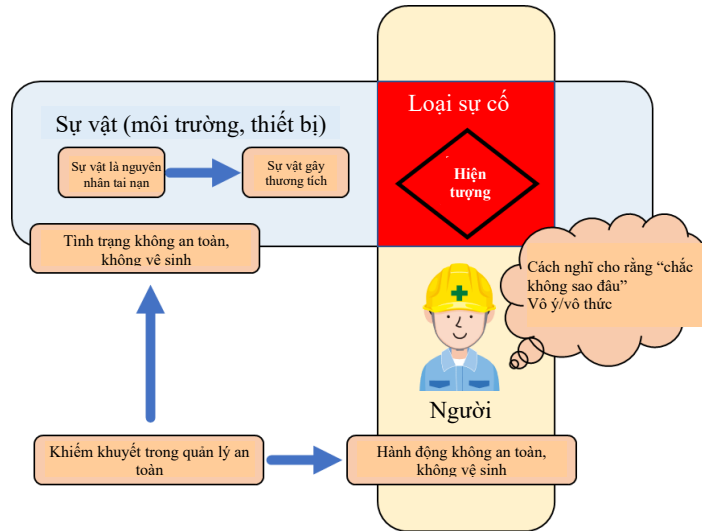 Loại sự cố
Sự vật (môi trường, thiết bị)
Sự vật là nguyên
nhân tai nạn
Sự vật gây
thương tích
Hiện
tượng
Tình trạng không an toàn,
không vệ sinh
Cách nghĩ cho rằng “chắc
không sao đâu”
Vô ý/vô thức
Người
Khiếm khuyết trong quản lý an
toàn
Hành động không an toàn,
không vệ sinh